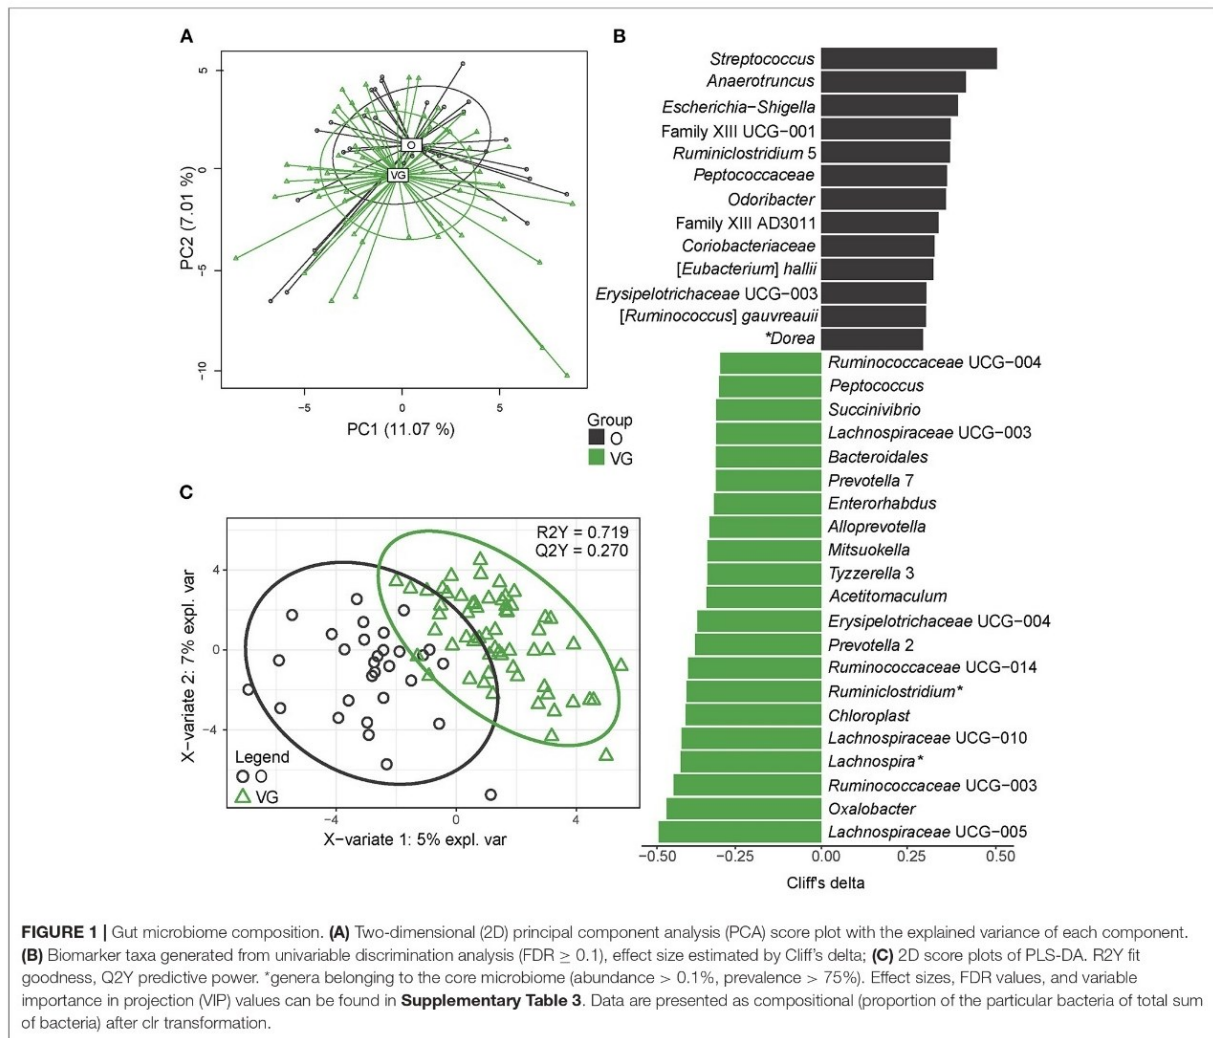 A
5
0
−5
−10
PC2 (7.01 %)
O
VG
−5
0
5
PC1 (11.07 %)
Group
O
VG
B
Streptococcus
Anaerotruncus
Escherichia−Shigella
Family XIII UCG−001
Ruminiclostridium 5
Peptococcaceae
Odoribacter
Family XIII AD3011
Coriobacteriaceae
[Eubacterium] hallii
Erysipelotrichaceae UCG−003
[Ruminococcus] gauvreauii
*Dorea
Ruminococcaceae UCG−004
Peptococcus
Succinivibrio
Lachnospiraceae UCG−003
Bacteroidales
Prevotella 7
Enterorhabdus
Alloprevotella
Mitsuokella
Tyzzerella 3
Acetitomaculum
Erysipelotrichaceae UCG−004
Prevotella 2
Ruminococcaceae UCG−014
Ruminiclostridium*
Chloroplast
Lachnospiraceae UCG−010
Lachnospira*
Ruminococcaceae UCG−003
Oxalobacter
Lachnospiraceae UCG−005
−0.50
−0.25
0.00
0.25
0.50
Cliff's delta
C
R2Y = 0.719
Q2Y = 0.270
4
0
−4
X−variate 2: 7% expl. var
Legend
O
VG
−4
0
4
X−variate 1: 5% expl. var
FIGURE 1 | Gut microbiome composition. (A) Two-dimensional (2D) principal component analysis (PCA) score plot with the explained variance of each component.
(B) Biomarker taxa generated from univariable discrimination analysis (FDR ≥ 0.1), effect size estimated by Cliff's delta; (C) 2D score plots of PLS-DA. R2Y fit
goodness, Q2Y predictive power. *genera belonging to the core microbiome (abundance > 0.1%, prevalence > 75%). Effect sizes, FDR values, and variable
importance in projection (VIP) values can be found in Supplementary Table 3. Data are presented as compositional (proportion of the particular bacteria of total sum
of bacteria) after clr transformation.